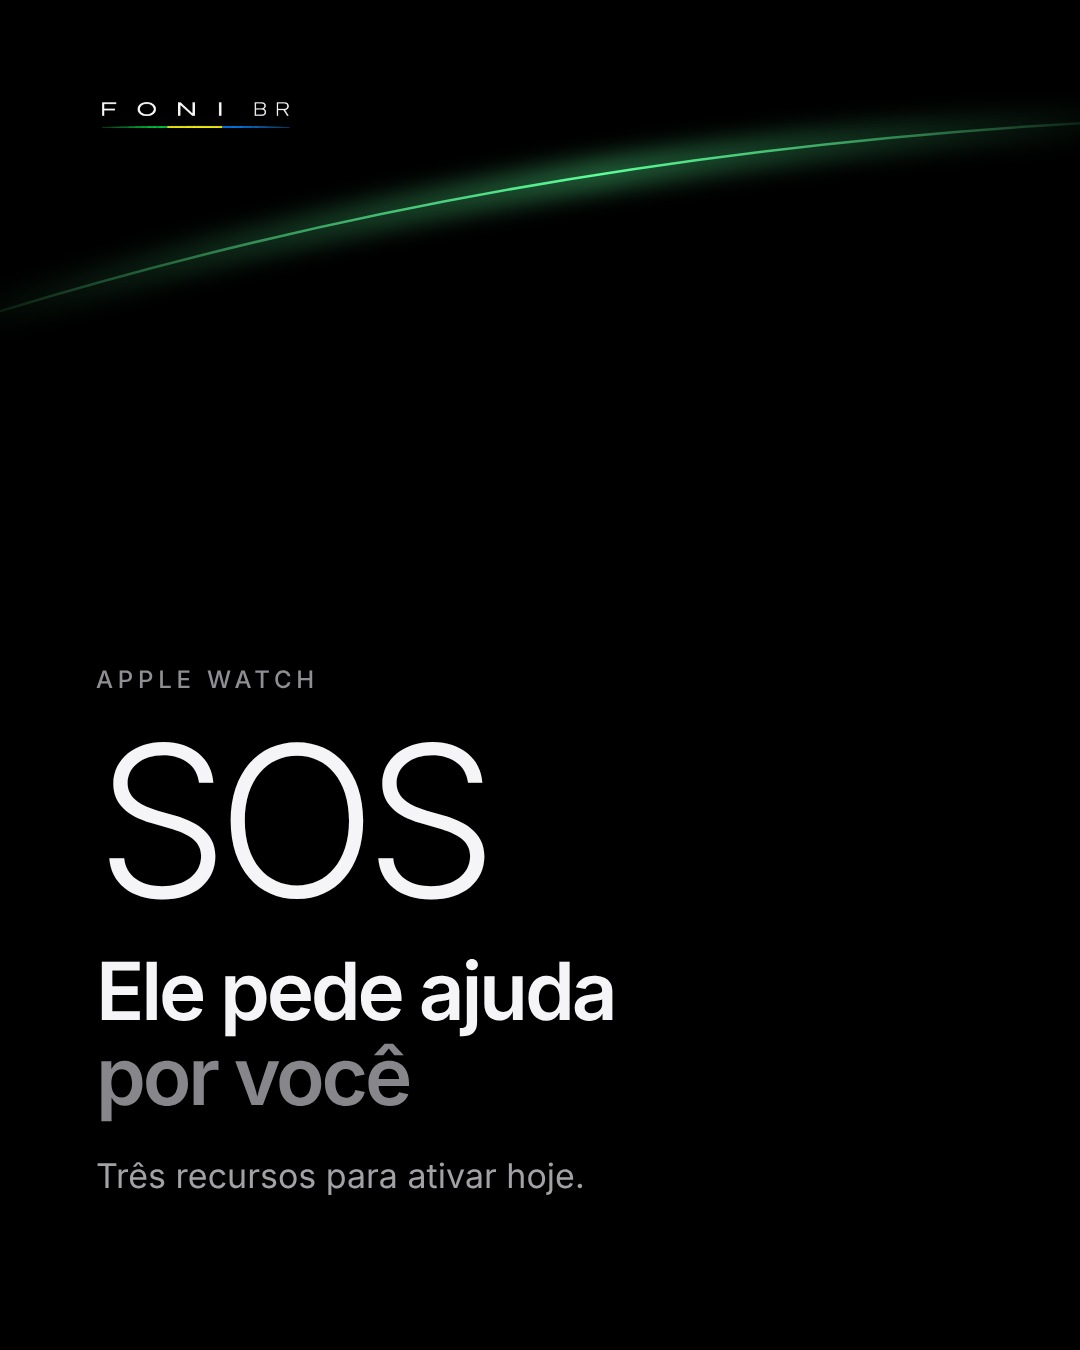 FONI BR
APPLE WATCH
SOS
Ele pede ajuda
por você
Três recursos para ativar hoje.